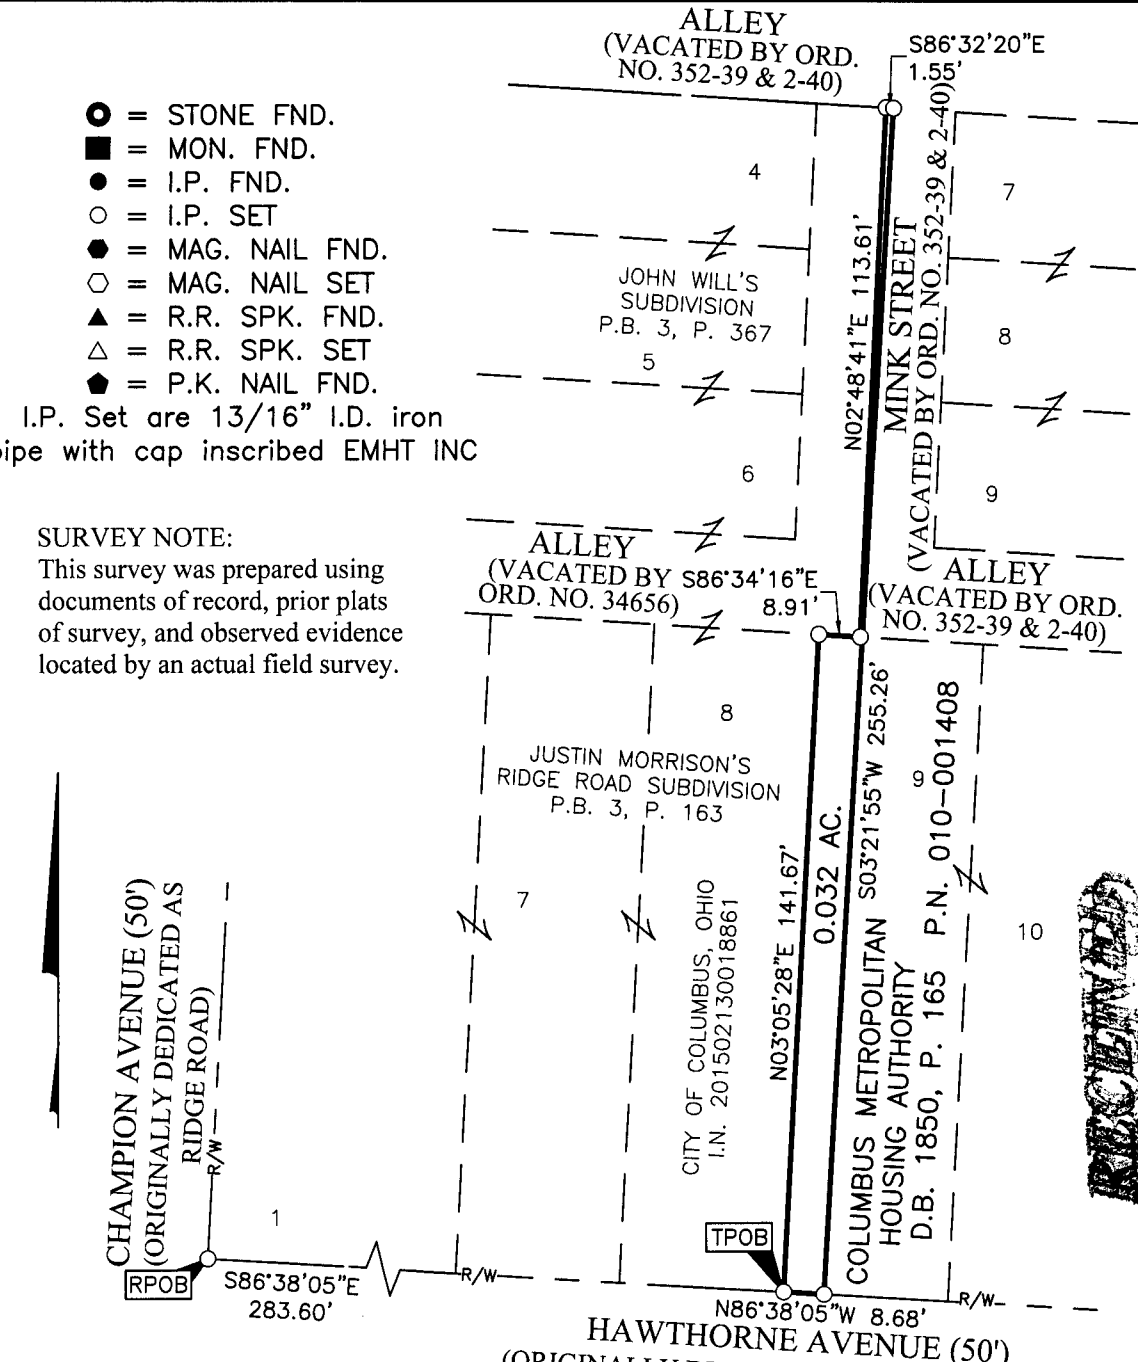 ALLEY
(VACATED BY ORD.
NO. 352-39 & 2-40)
S86°32'20"E
1.55'
= STONE FND.
= MON. FND.
= I.P. FND.
= I.P. SET
= MAG. NAIL FND.
= MAG. NAIL SET
= R.R. SPK. FND.
= R.R. SPK. SET
= P.K. NAIL FND.
I.P. Set are 13/16" I.D. iron
pipe with cap inscribed EMHT INC
SURVEY NOTE:
This survey was prepared using
documents of record, prior plats
of survey, and observed evidence
located by an actual field survey.
4
JOHN WILL'S
SUBDIVISION
P.B. 3, P. 367
5
6
N02°48'41"E 113.61'
MINK STREET
(VACATED BY ORD. NO. 352-39 & 2-40)
7
8
9
ALLEY
(VACATED BY
ORD. NO. 34656)
S86°34'16"E
8.91'
ALLEY
(VACATED BY ORD.
NO. 352-39 & 2-40)
8
JUSTIN MORRISON'S
RIDGE ROAD SUBDIVISION
P.B. 3, P. 163
7
CITY OF COLUMBUS, OHIO
I.N. 201502130018861
N03°05'28"E 141.67'
0.032 AC.
S03°21'55"W 255.26'
9
P.N. 010-001408
COLUMBUS METROPOLITAN
HOUSING AUTHORITY
D.B. 1850, P. 165
10
CHAMPION AVENUE (50')
(ORIGINALLY DEDICATED AS
RIDGE ROAD)
R/W
1
RPOB
S86°38'05"E
283.60'
R/W
TPOB
N86°38'05"W 8.68'
R/W
HAWTHORNE AVENUE (50')